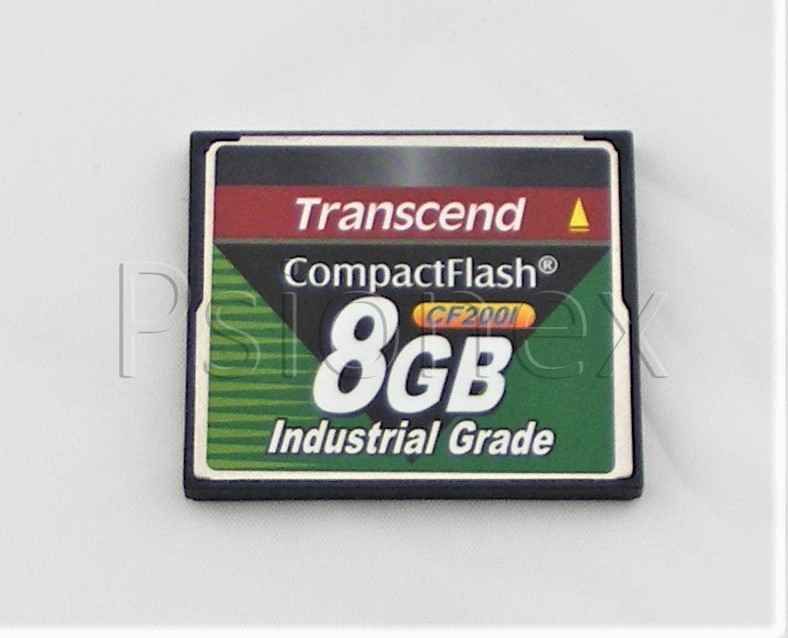 Transcend
CompactFlash®
CF200I
8GB
Industrial Grade
Psionex